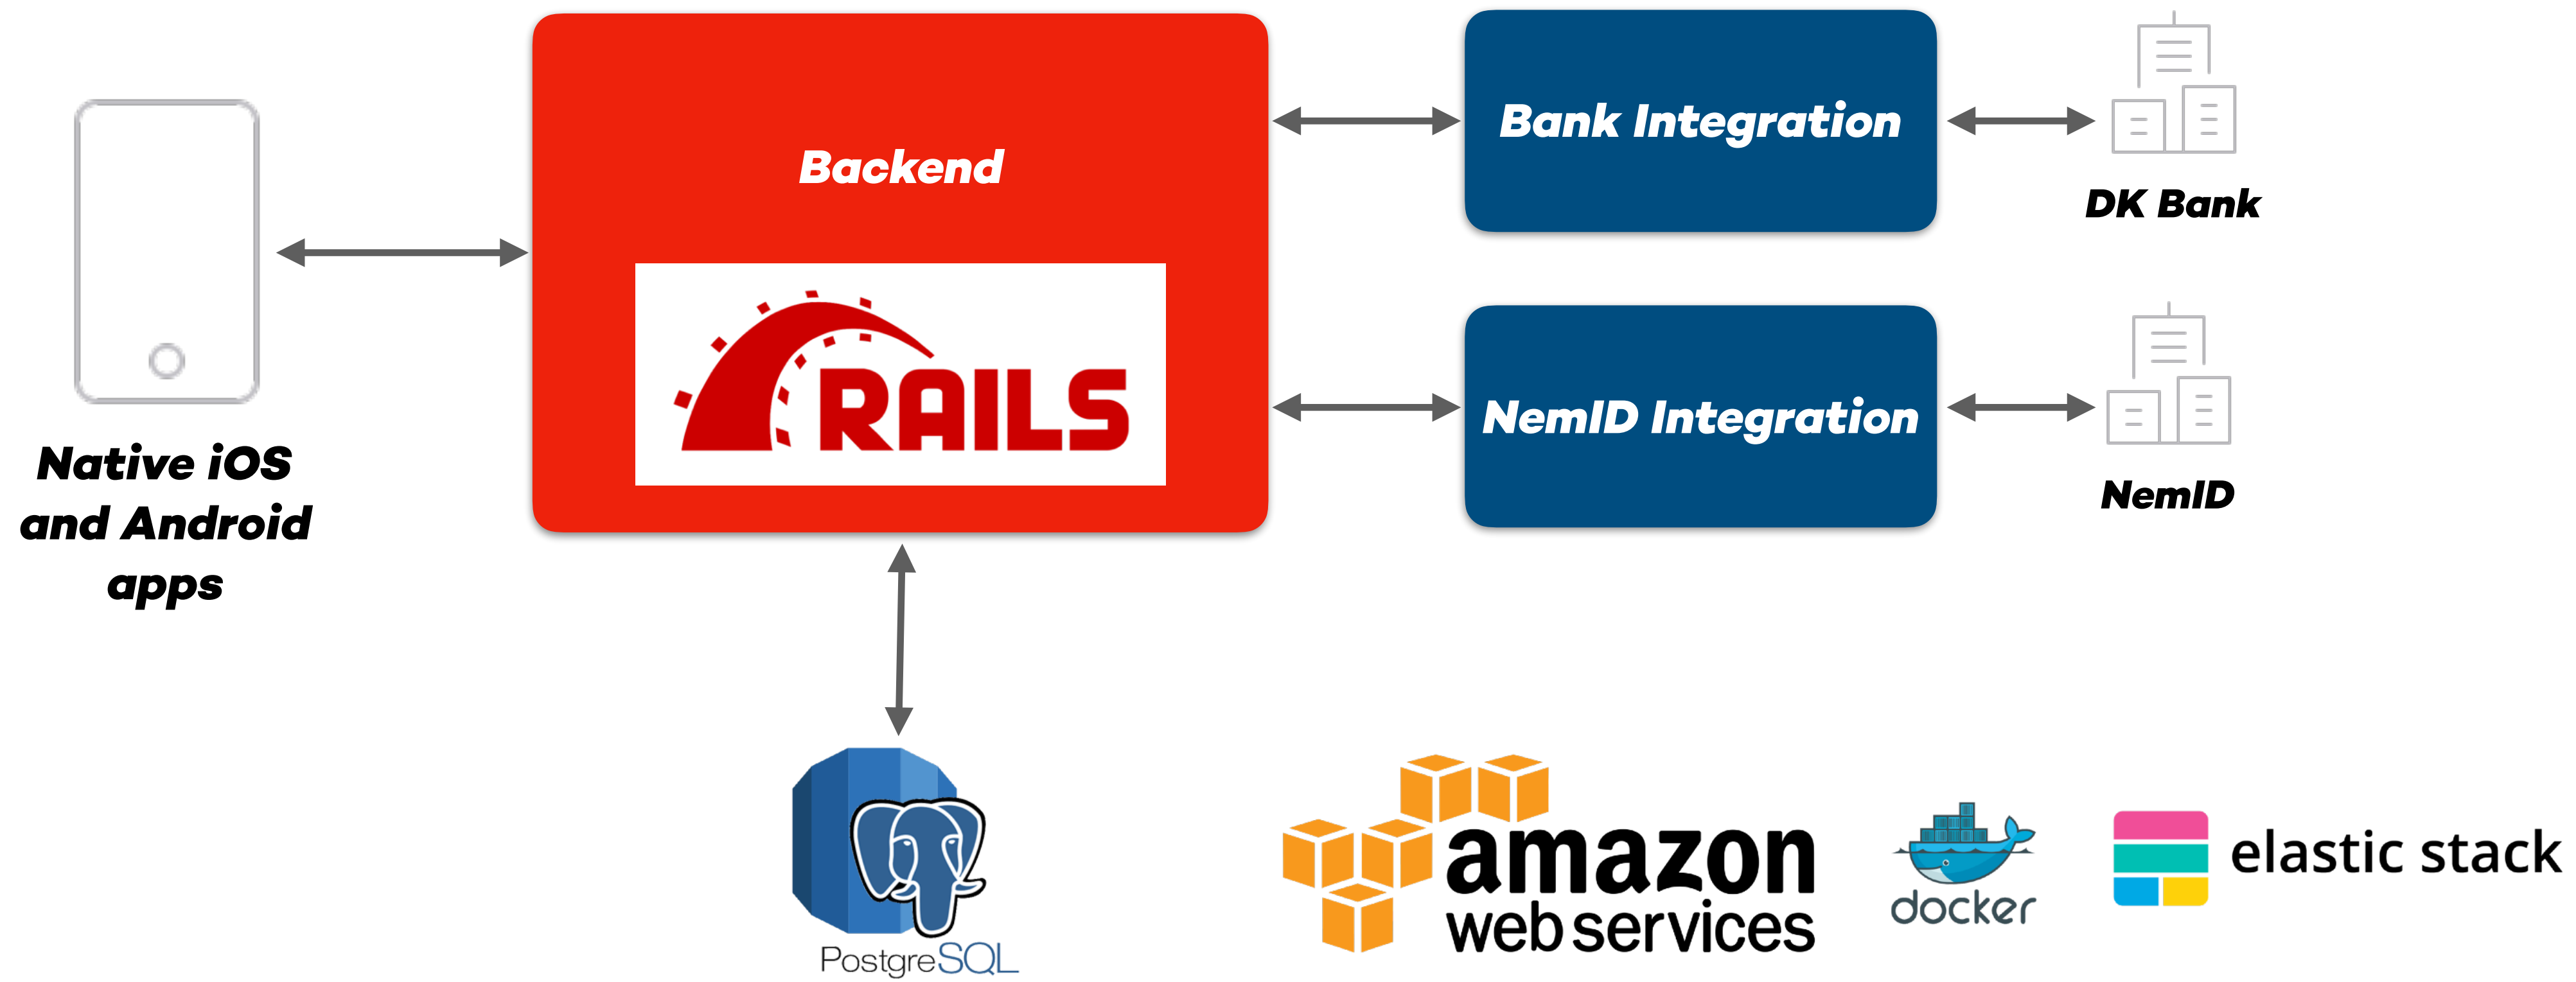 Native iOS
and Android
apps
Backend
RAILS
Bank Integration
DK Bank
NemID Integration
NemID
PostgreSQL
amazon
web services
docker
elastic stack